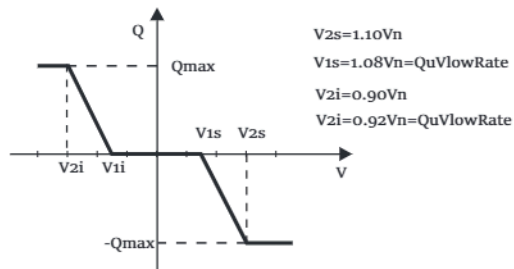 Q
V2s=1.10Vn
Qmax
V1s=1.08Vn=QuVlowRate
V2i=0.90Vn
V2i=0.92Vn=QuVlowRate
V1s V2s
V2i V1i V
-Qmax